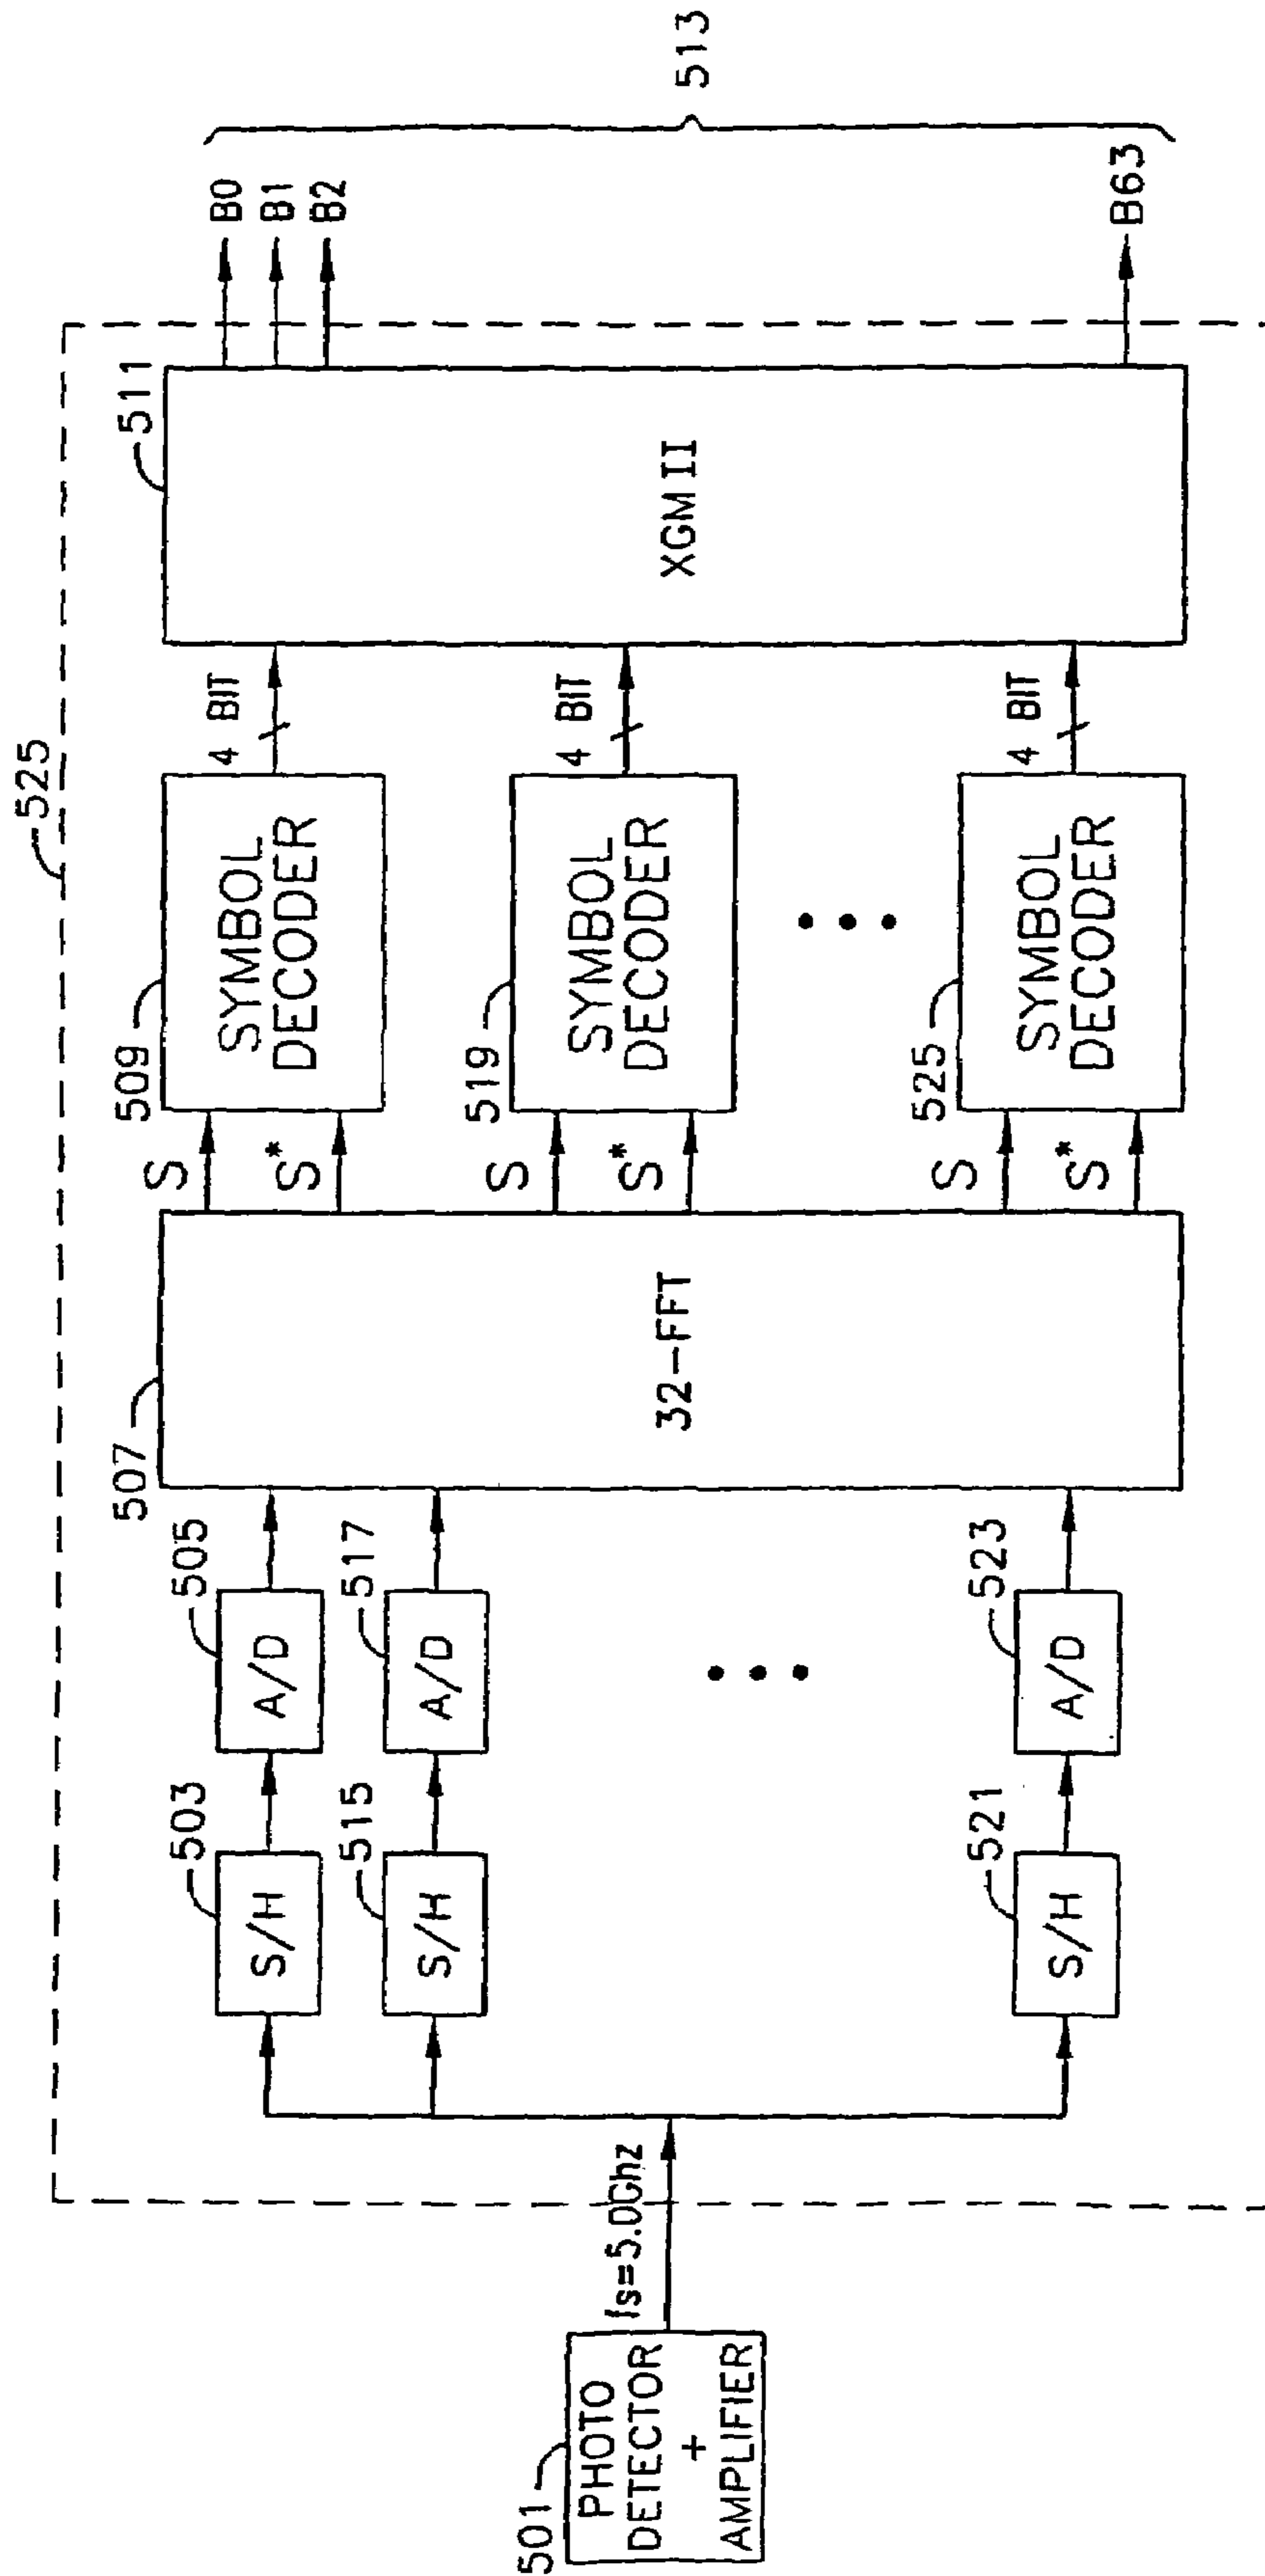 525
501
PHOTO
DETECTOR
+
AMPLIFIER
fs=5.0Ghz
503
S/H
505
A/D
515
S/H
517
A/D
521
S/H
523
A/D
507
32-FFT
S
S*
S
S*
S
S*
509
SYMBOL
DECODER
519
SYMBOL
DECODER
525
SYMBOL
DECODER
4 BIT
4 BIT
4 BIT
511
XGMII
B0
B1
B2
B63
513